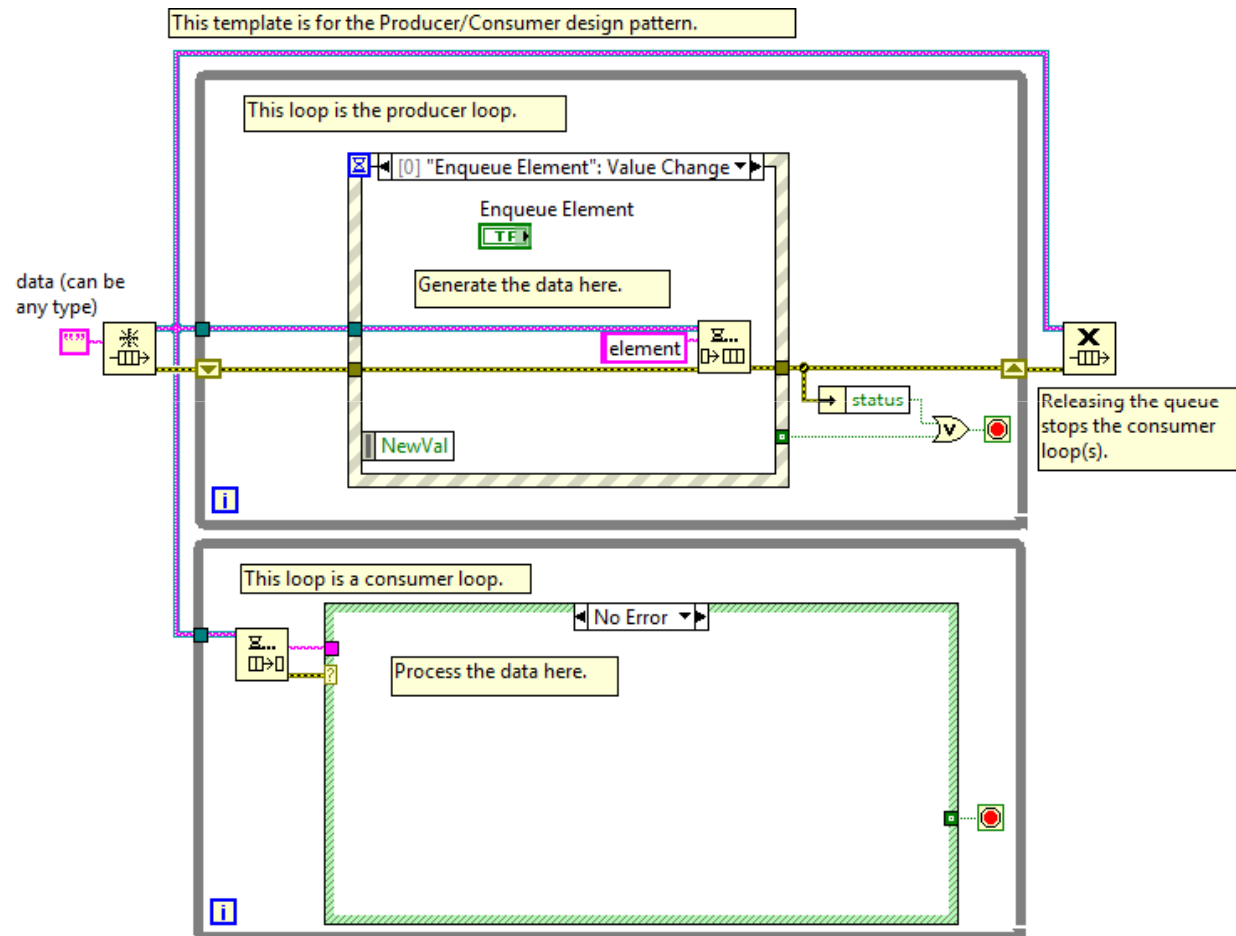 This template is for the Producer/Consumer design pattern.
This loop is the producer loop.
[0] "Enqueue Element": Value Change
Enqueue Element
TF
Generate the data here.
data (can be
any type)
""
element
status
V
X
NewVal
Releasing the queue
stops the consumer
loop(s).
i
This loop is a consumer loop.
No Error
?
Process the data here.
i